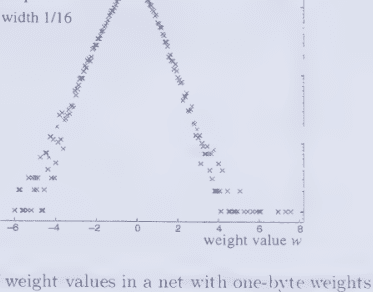 width 1/16
−6 −4 −2 0 2 4 6 8
weight value w
weight values in a net with one-byte weights